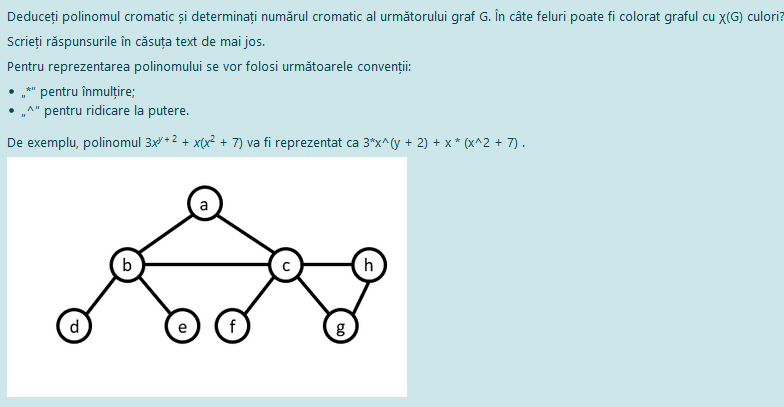 Deduceți polinomul cromatic și determinați numărul cromatic al următorului graf G. În câte feluri poate fi colorat graful cu χ(G) culori?
Scrieți răspunsurile în căsuța text de mai jos.
Pentru reprezentarea polinomului se vor folosi următoarele convenții:
• „*” pentru înmulțire;
• „^” pentru ridicare la putere.
De exemplu, polinomul 3x^{y + 2} + x(x² + 7) va fi reprezentat ca 3*x^(y + 2) + x * (x^2 + 7) .
a
b c h
d e f g